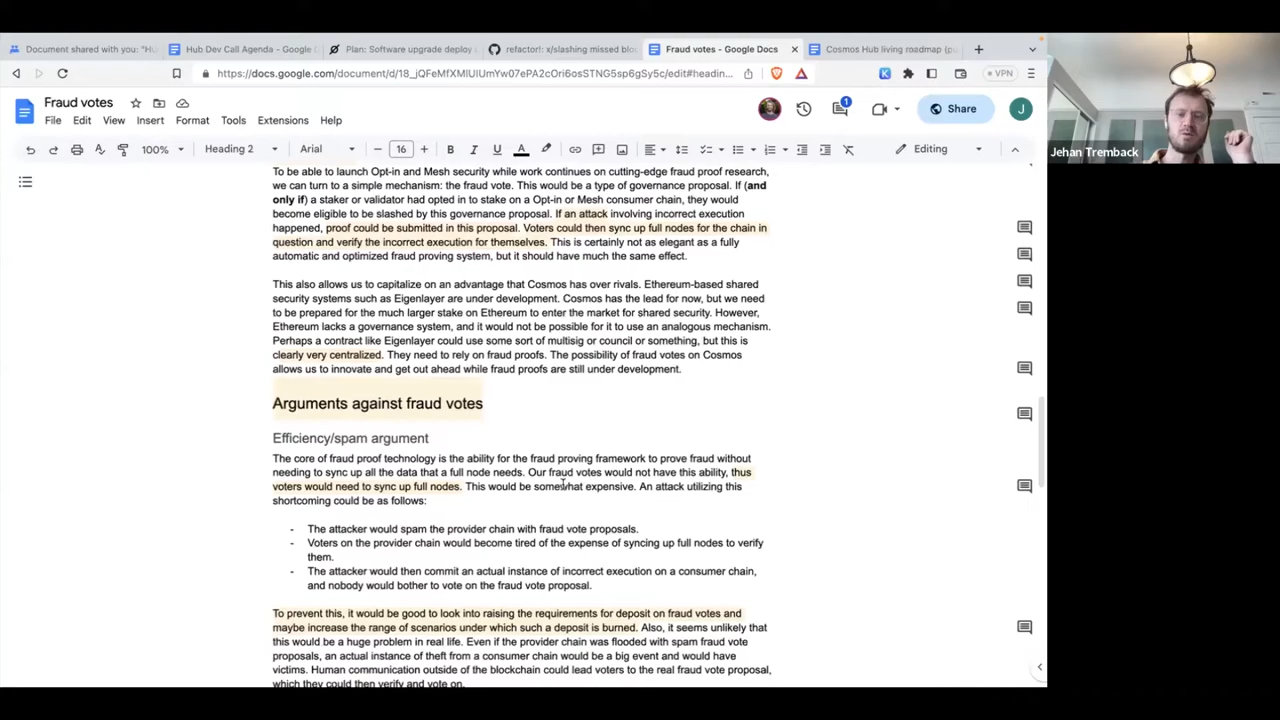 Document shared with you: "Hu
Hub Dev Call Agenda - Google D
Plan: Software upgrade deploy
refactor!: x/slashing missed blo
Fraud votes - Google Docs
Cosmos Hub living roadmap (pu
https://docs.google.com/document/d/18_jQFeMfXMlUlUmYw07ePA2cOri6osSTNG5sp6gSy5c/edit#headin...
VPN
Fraud votes
File Edit View Insert Format Tools Extensions Help
1
Share
J
100%
Heading 2
Arial
16
B I U A
Editing
Jehan Tremback
To be able to launch Opt-in and Mesh security while work continues on cutting-edge fraud proof research,
we can turn to a simple mechanism: the fraud vote. This would be a type of governance proposal. If (and
only if) a staker or validator had opted in to stake on a Opt-in or Mesh consumer chain, they would
become eligible to be slashed by this governance proposal. If an attack involving incorrect execution
happened, proof could be submitted in this proposal. Voters could then sync up full nodes for the chain in
question and verify the incorrect execution for themselves. This is certainly not as elegant as a fully
automatic and optimized fraud proving system, but it should have much the same effect.
This also allows us to capitalize on an advantage that Cosmos has over rivals. Ethereum-based shared
security systems such as Eigenlayer are under development. Cosmos has the lead for now, but we need
to be prepared for the much larger stake on Ethereum to enter the market for shared security. However,
Ethereum lacks a governance system, and it would not be possible for it to use an analogous mechanism.
Perhaps a contract like Eigenlayer could use some sort of multisig or council or something, but this is
clearly very centralized. They need to rely on fraud proofs. The possibility of fraud votes on Cosmos
allows us to innovate and get out ahead while fraud proofs are still under development.
Arguments against fraud votes
Efficiency/spam argument
The core of fraud proof technology is the ability for the fraud proving framework to prove fraud without
needing to sync up all the data that a full node needs. Our fraud votes would not have this ability, thus
voters would need to sync up full nodes. This would be somewhat expensive. An attack utilizing this
shortcoming could be as follows:
- The attacker would spam the provider chain with fraud vote proposals.
- Voters on the provider chain would become tired of the expense of syncing up full nodes to verify
them.
- The attacker would then commit an actual instance of incorrect execution on a consumer chain,
and nobody would bother to vote on the fraud vote proposal.
To prevent this, it would be good to look into raising the requirements for deposit on fraud votes and
maybe increase the range of scenarios under which such a deposit is burned. Also, it seems unlikely that
this would be a huge problem in real life. Even if the provider chain was flooded with spam fraud vote
proposals, an actual instance of theft from a consumer chain would be a big event and would have
victims. Human communication outside of the blockchain could lead voters to the real fraud vote proposal,
which they could then verify and vote on.